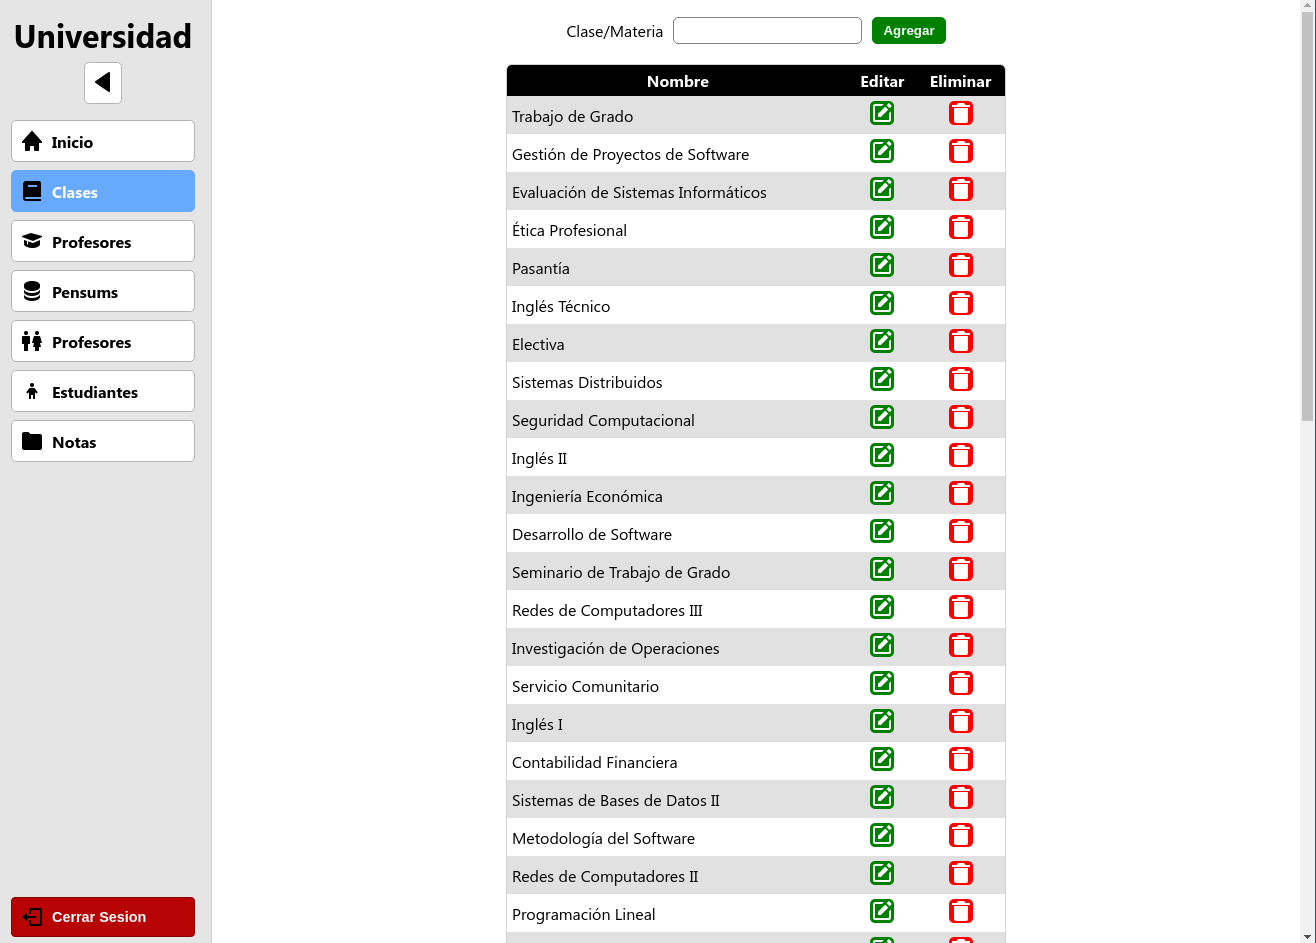 Universidad
Inicio
Clases
Profesores
Pensums
Profesores
Estudiantes
Notas
Cerrar Sesion
Clase/Materia Agregar
Nombre Editar Eliminar
Trabajo de Grado
Gestión de Proyectos de Software
Evaluación de Sistemas Informáticos
Ética Profesional
Pasantía
Inglés Técnico
Electiva
Sistemas Distribuidos
Seguridad Computacional
Inglés II
Ingeniería Económica
Desarrollo de Software
Seminario de Trabajo de Grado
Redes de Computadores III
Investigación de Operaciones
Servicio Comunitario
Inglés I
Contabilidad Financiera
Sistemas de Bases de Datos II
Metodología del Software
Redes de Computadores II
Programación Lineal